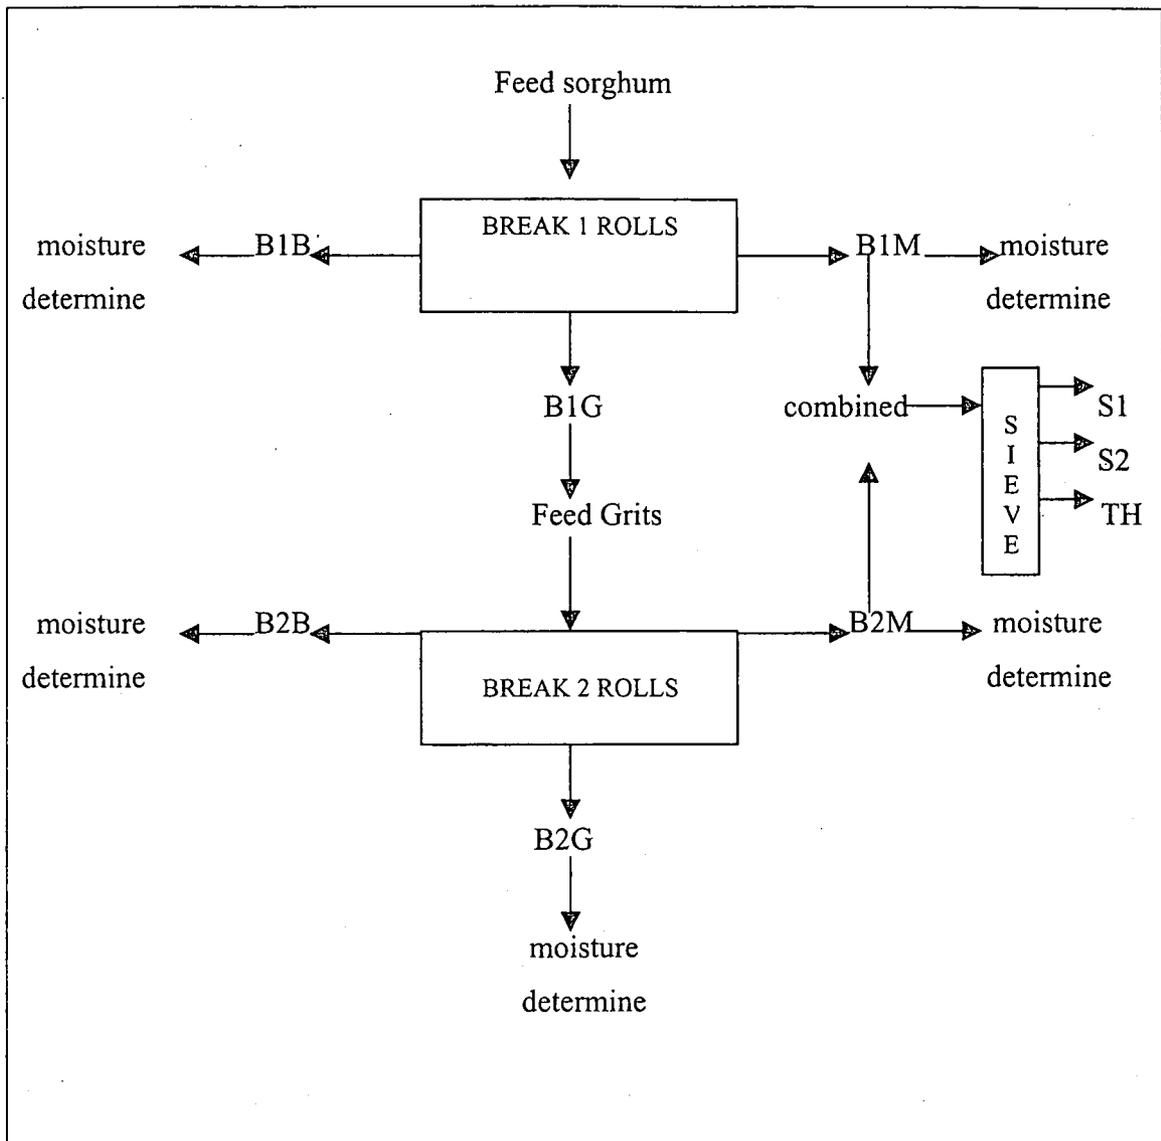 Feed sorghum
BREAK 1 ROLLS
moisture
determine
B1B
B1M
moisture
determine
B1G
combined
S
I
E
V
E
S1
S2
TH
Feed Grits
moisture
determine
B2B
B2M
moisture
determine
BREAK 2 ROLLS
B2G
moisture
determine